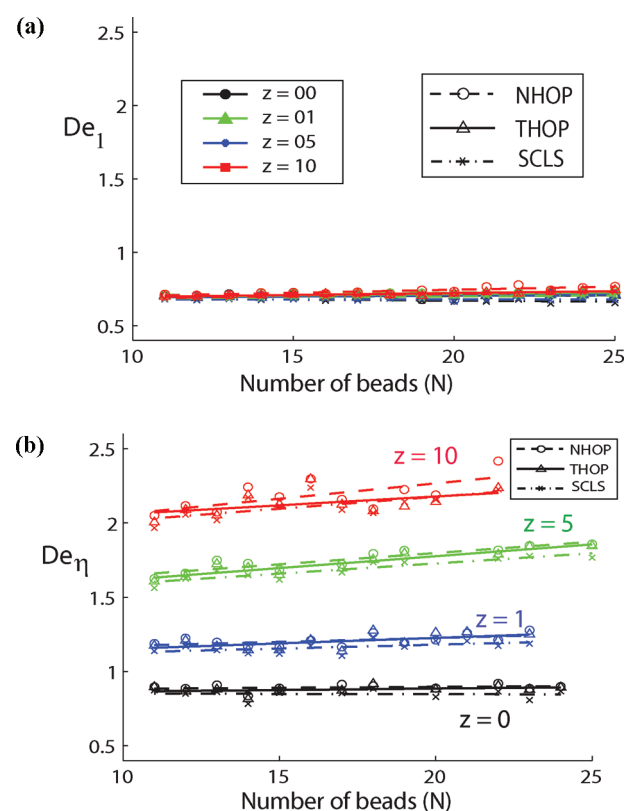 (a)
2.5
2
1.5
1
0.5
De1
z = 00
z = 01
z = 05
z = 10
NHOP
THOP
SCLS
10
15
20
25
Number of beads (N)
(b)
2.5
2
1.5
1
0.5
Deη
z = 10
z = 5
z = 1
z = 0
NHOP
THOP
SCLS
10
15
20
25
Number of beads (N)